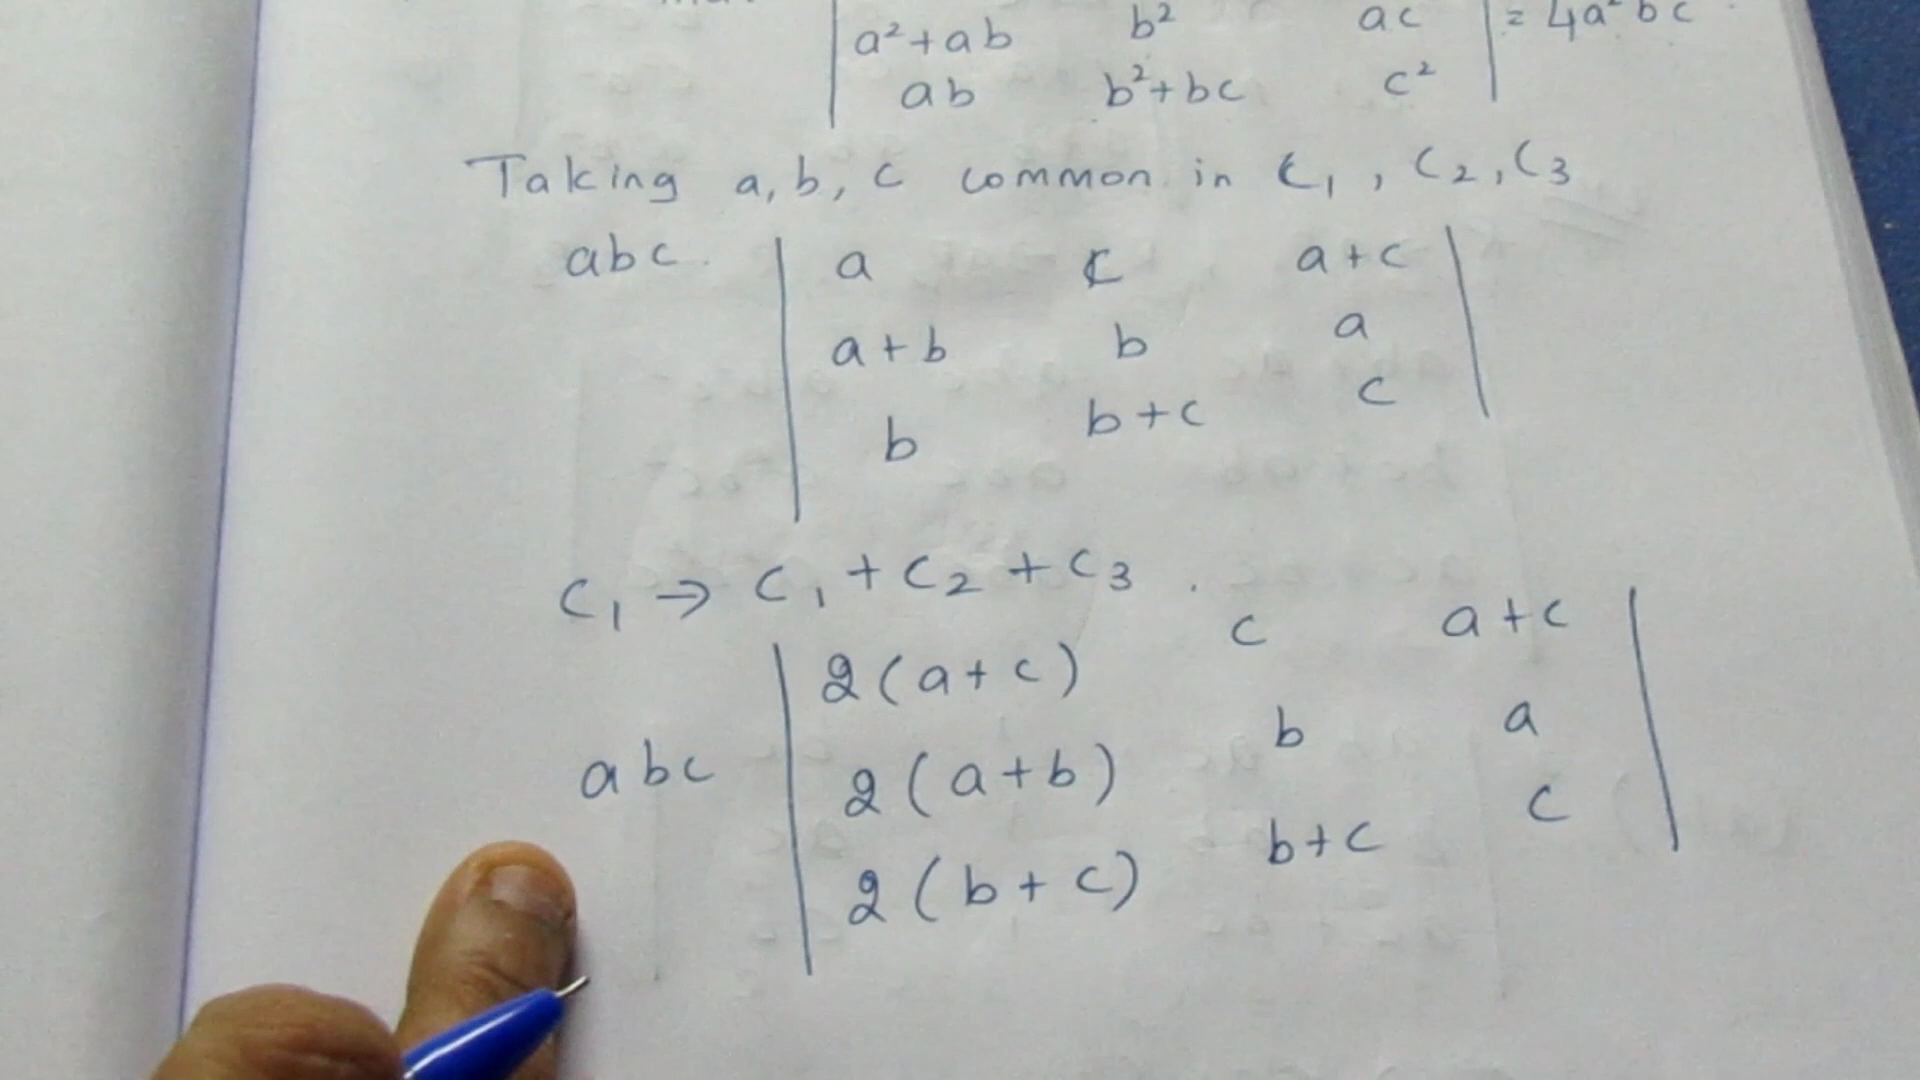 a²+ab b² ac = 4a²bc
ab b²+bc c²
Taking a, b, c common in C₁, C₂, C₃
abc | a c a+c |
a+b b a
b b+c c
C₁ → C₁ + C₂ + C₃.
2(a+c) c a+c
abc | 2(a+b) b a |
2(b+c) b+c c